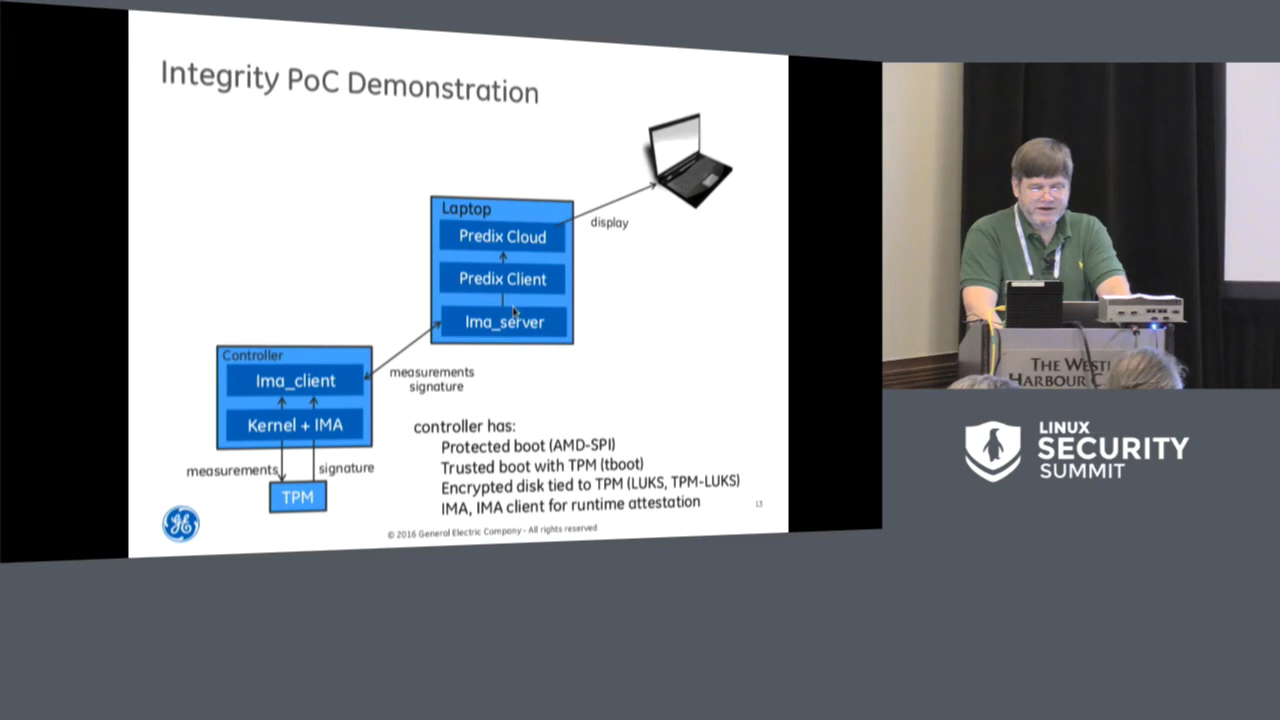 Integrity PoC Demonstration
Laptop
Predix Cloud
Predix Client
Ima_server
display
Controller
Ima_client
Kernel + IMA
measurements
signature
measurements
signature
TPM
controller has:
Protected boot (AMD-SPI)
Trusted boot with TPM (tboot)
Encrypted disk tied to TPM (LUKS, TPM-LUKS)
IMA, IMA client for runtime attestation
13
© 2016 General Electric Company - All rights reserved
THE WESTI
HARBOUR C
LINUX
SECURITY
SUMMIT